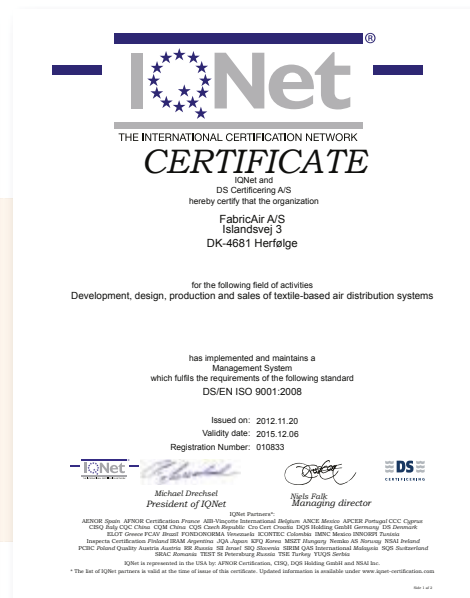 IQNet®
THE INTERNATIONAL CERTIFICATION NETWORK
CERTIFICATE
IQNet and
DS Certificering A/S
hereby certify that the organization
FabricAir A/S
Islandsvej 3
DK-4681 Herfølge
for the following field of activities
Development, design, production and sales of textile-based air distribution systems
has implemented and maintains a
Management System
which fulfils the requirements of the following standard
DS/EN ISO 9001:2008
Issued on: 2012.11.20
Validity date: 2015.12.06
Registration Number: 010833
IQNet
DS
CERTIFICERING
Michael Drechsel
President of IQNet
Niels Falk
Managing director
IQNet Partners*:
AENOR Spain AFNOR Certification France AIB-Vinçotte International Belgium ANCE Mexico APCER Portugal CCC Cyprus
CISQ Italy CQC China CQM China CQS Czech Republic Cro Cert Croatia DQS Holding GmbH Germany DS Denmark
ELOT Greece FCAV Brazil FONDONORMA Venezuela ICONTEC Colombia IMNC Mexico INNORPI Tunisia
Inspecta Certification Finland IRAM Argentina JQA Japan KFQ Korea MSZT Hungary Nemko AS Norway NSAI Ireland
PCBC Poland Quality Austria Austria RR Russia SII Israel SIQ Slovenia SIRIM QAS International Malaysia SQS Switzerland
SRAC Romania TEST St Petersburg Russia TSE Turkey YUQS Serbia
IQNet is represented in the USA by: AFNOR Certification, CISQ, DQS Holding GmbH and NSAI Inc.
* The list of IQNet partners is valid at the time of issue of this certificate. Updated information is available under www.iqnet-certification.com